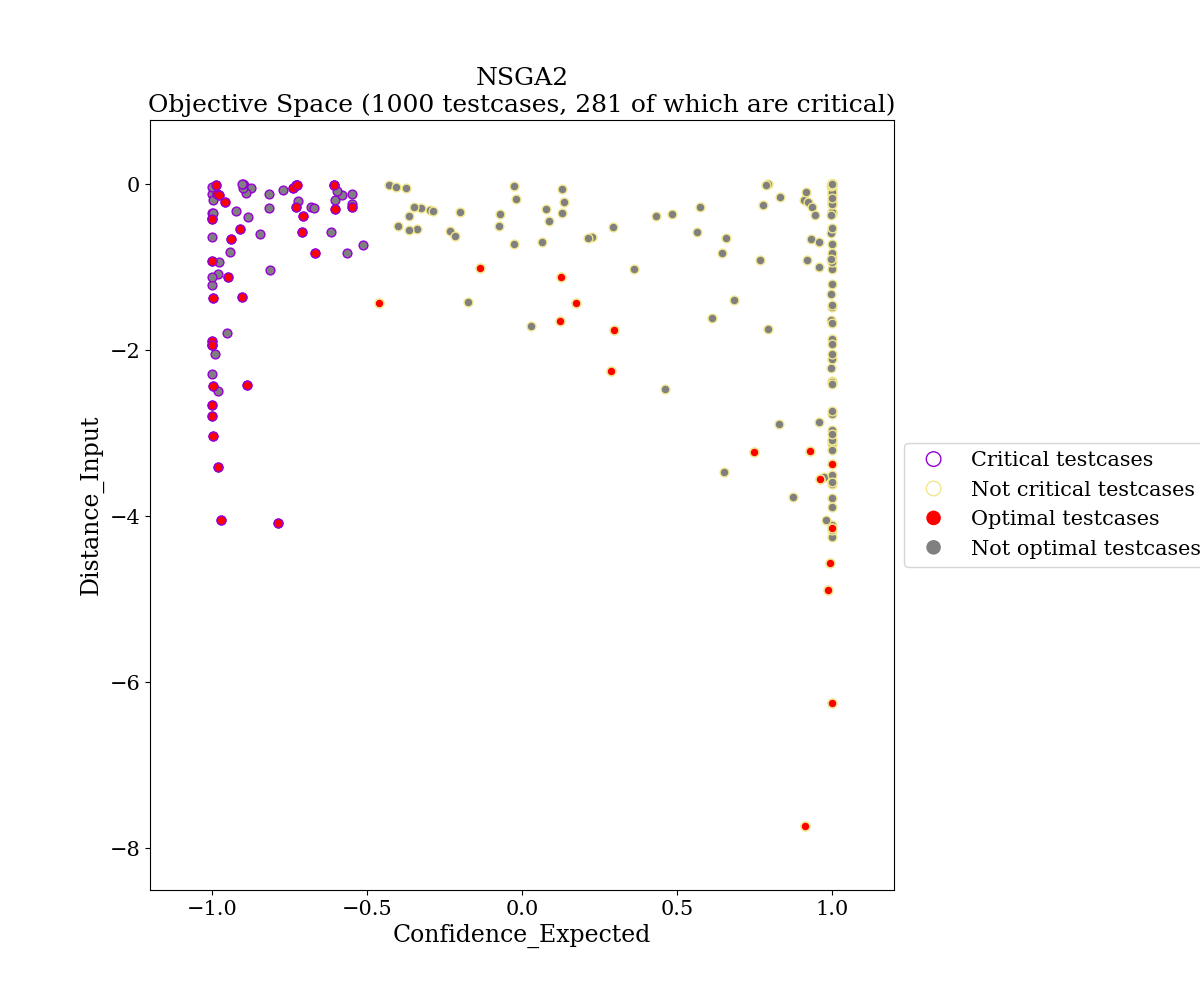 NSGA2
Objective Space (1000 testcases, 281 of which are critical)
0
−2
−4
−6
−8
Distance_Input
−1.0
−0.5
0.0
0.5
1.0
Confidence_Expected
Critical testcases
Not critical testcases
Optimal testcases
Not optimal testcases